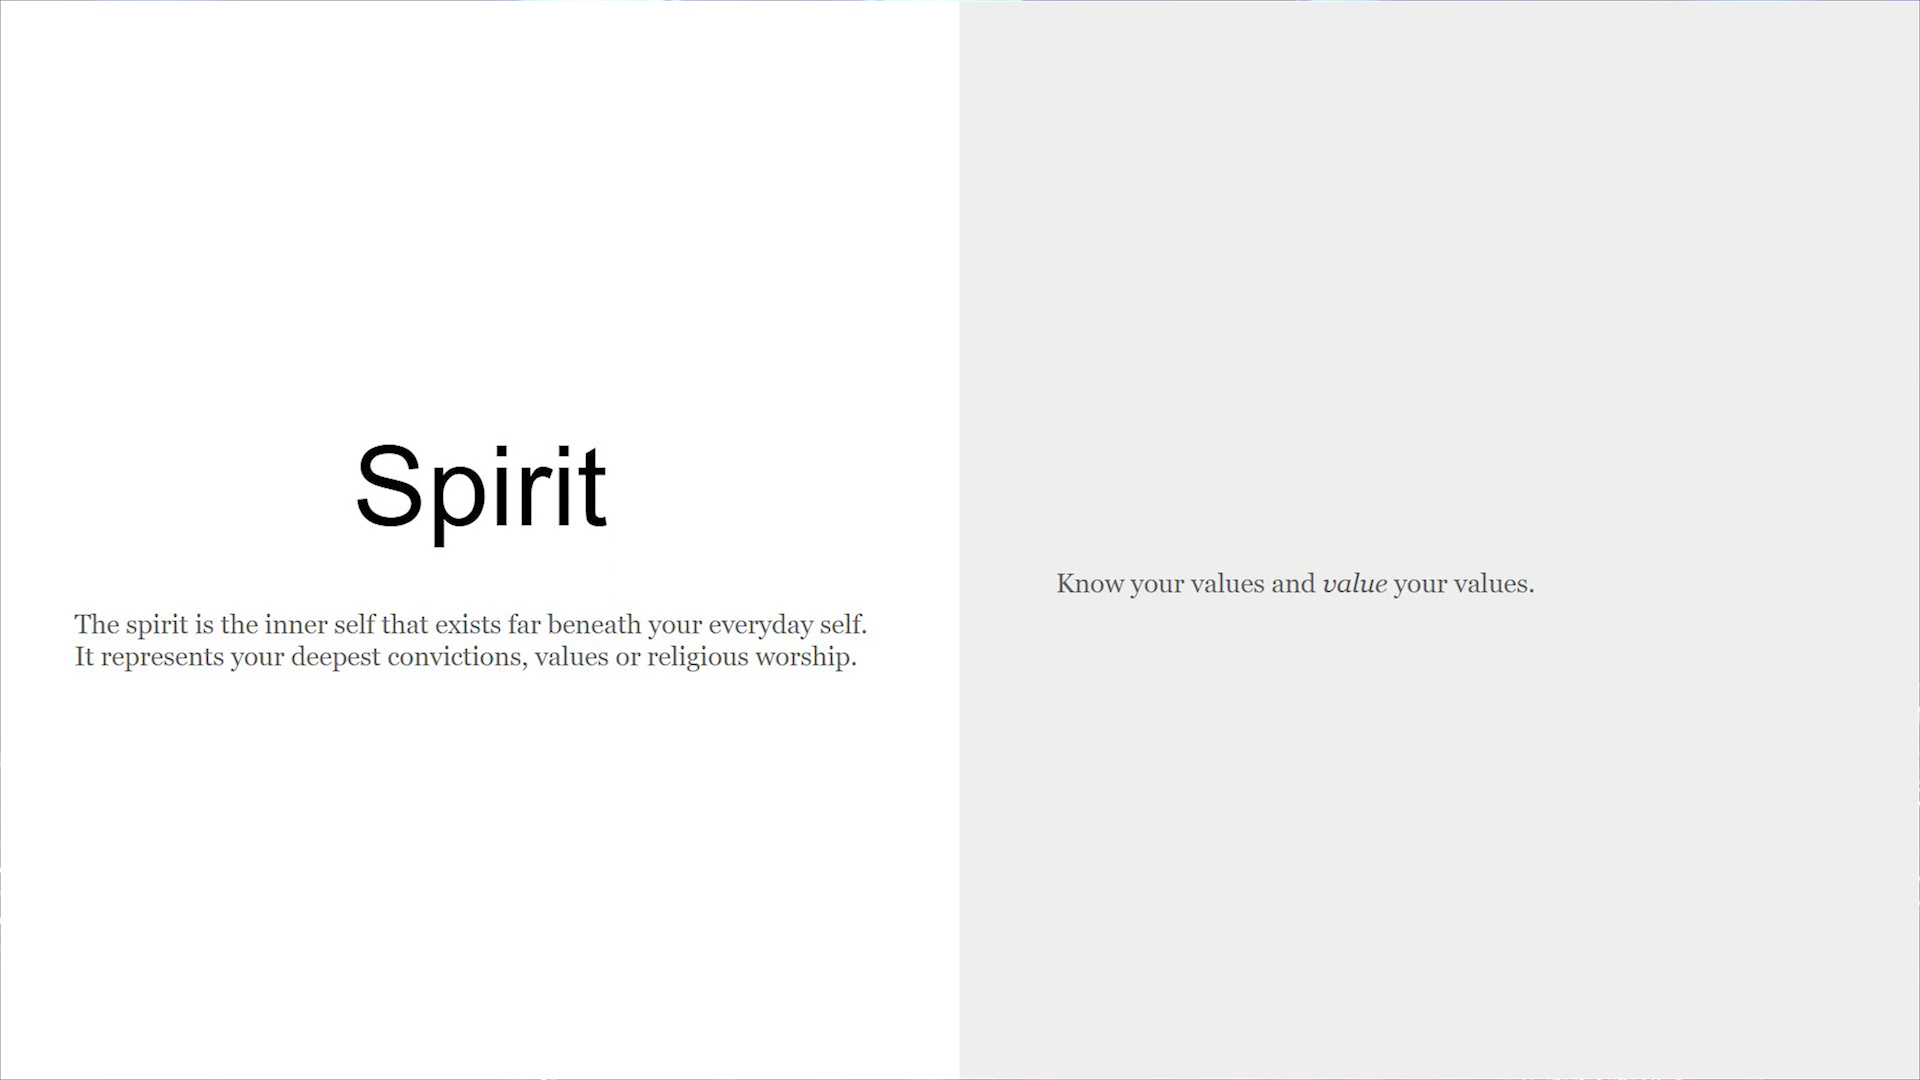 Spirit
The spirit is the inner self that exists far beneath your everyday self.
It represents your deepest convictions, values or religious worship.
Know your values and value your values.